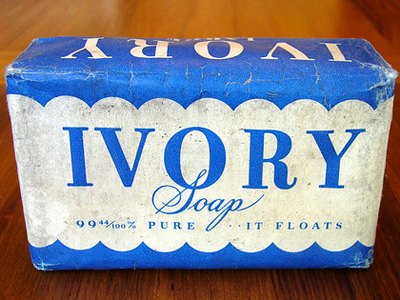 IVORY
IVORY
Soap
99 44/100 % PURE · · IT FLOATS